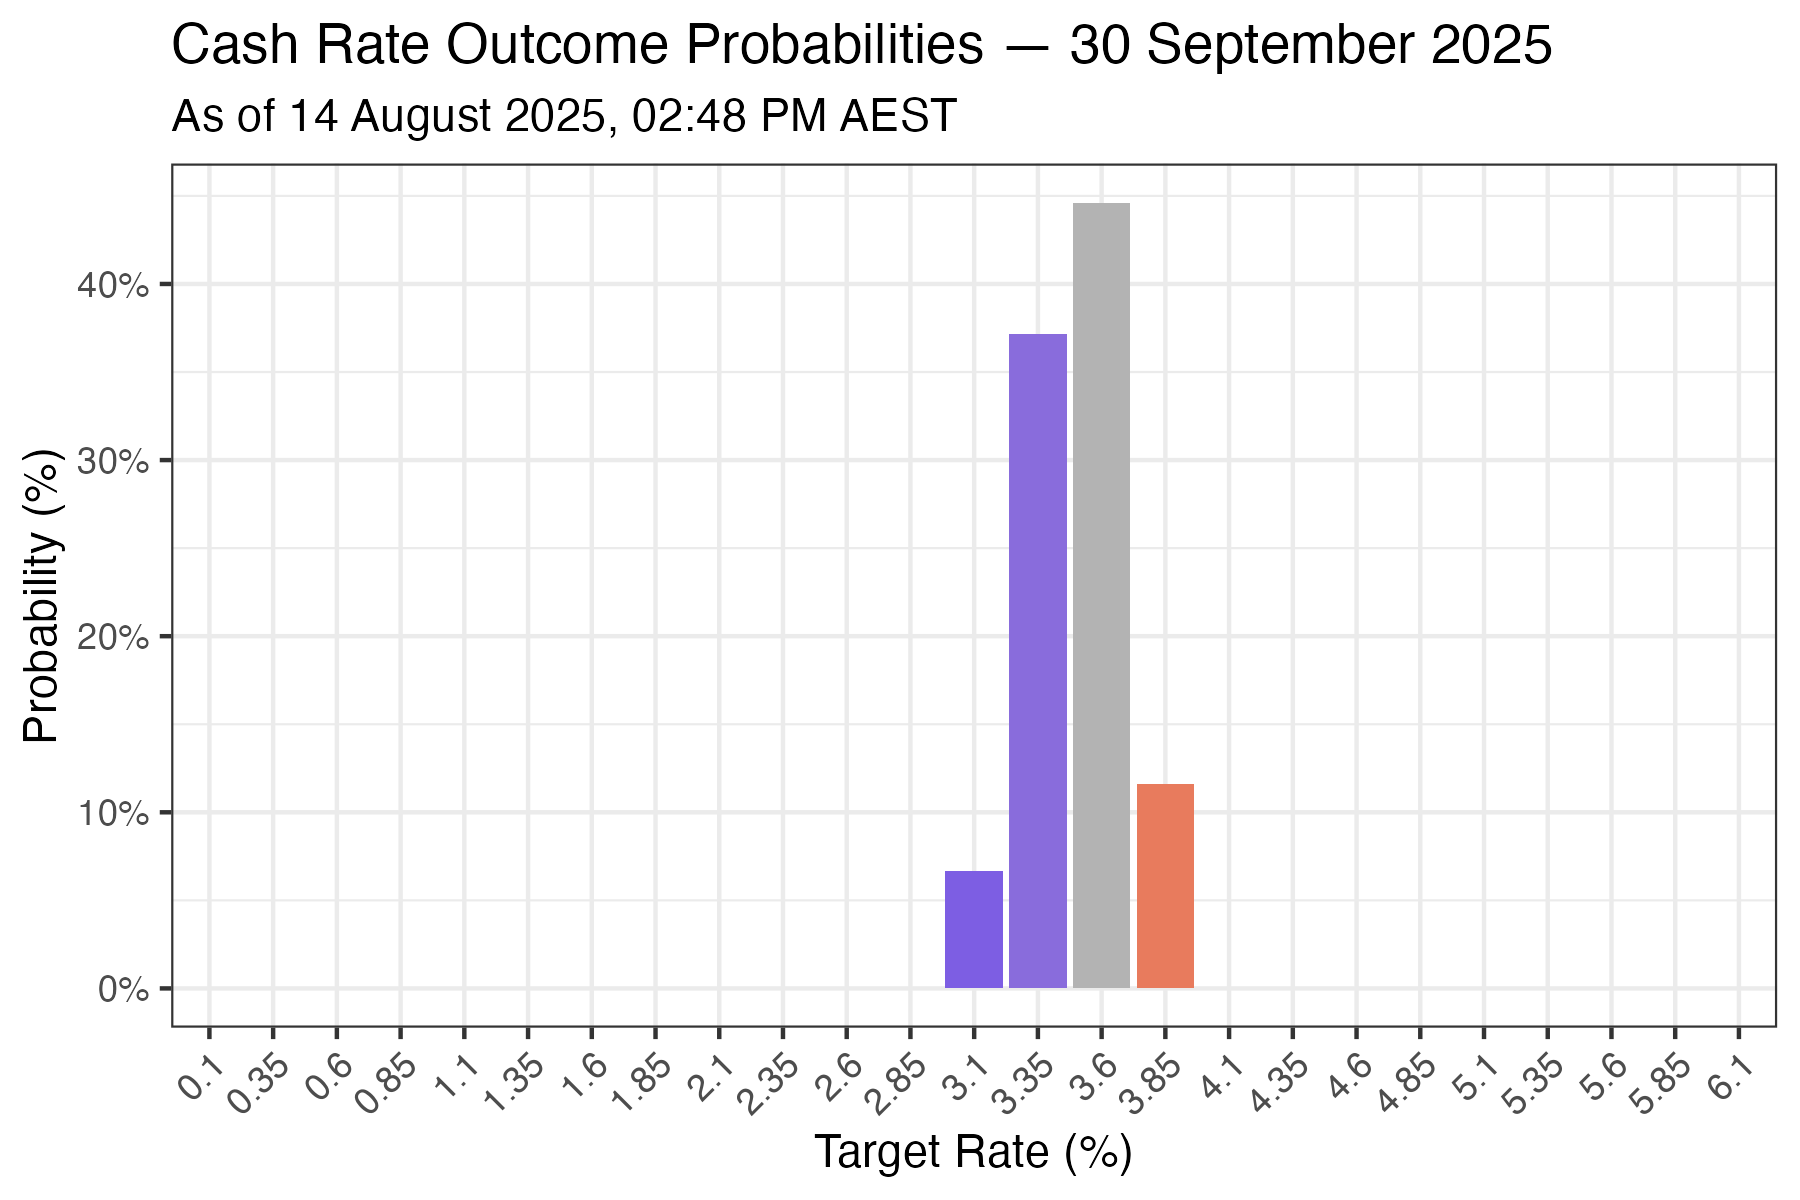 Cash Rate Outcome Probabilities — 30 September 2025
As of 14 August 2025, 02:48 PM AEST
Probability (%)
40%
30%
20%
10%
0%
0.1 0.35 0.6 0.85 1.1 1.35 1.6 1.85 2.1 2.35 2.6 2.85 3.1 3.35 3.6 3.85 4.1 4.35 4.6 4.85 5.1 5.35 5.6 5.85 6.1
Target Rate (%)